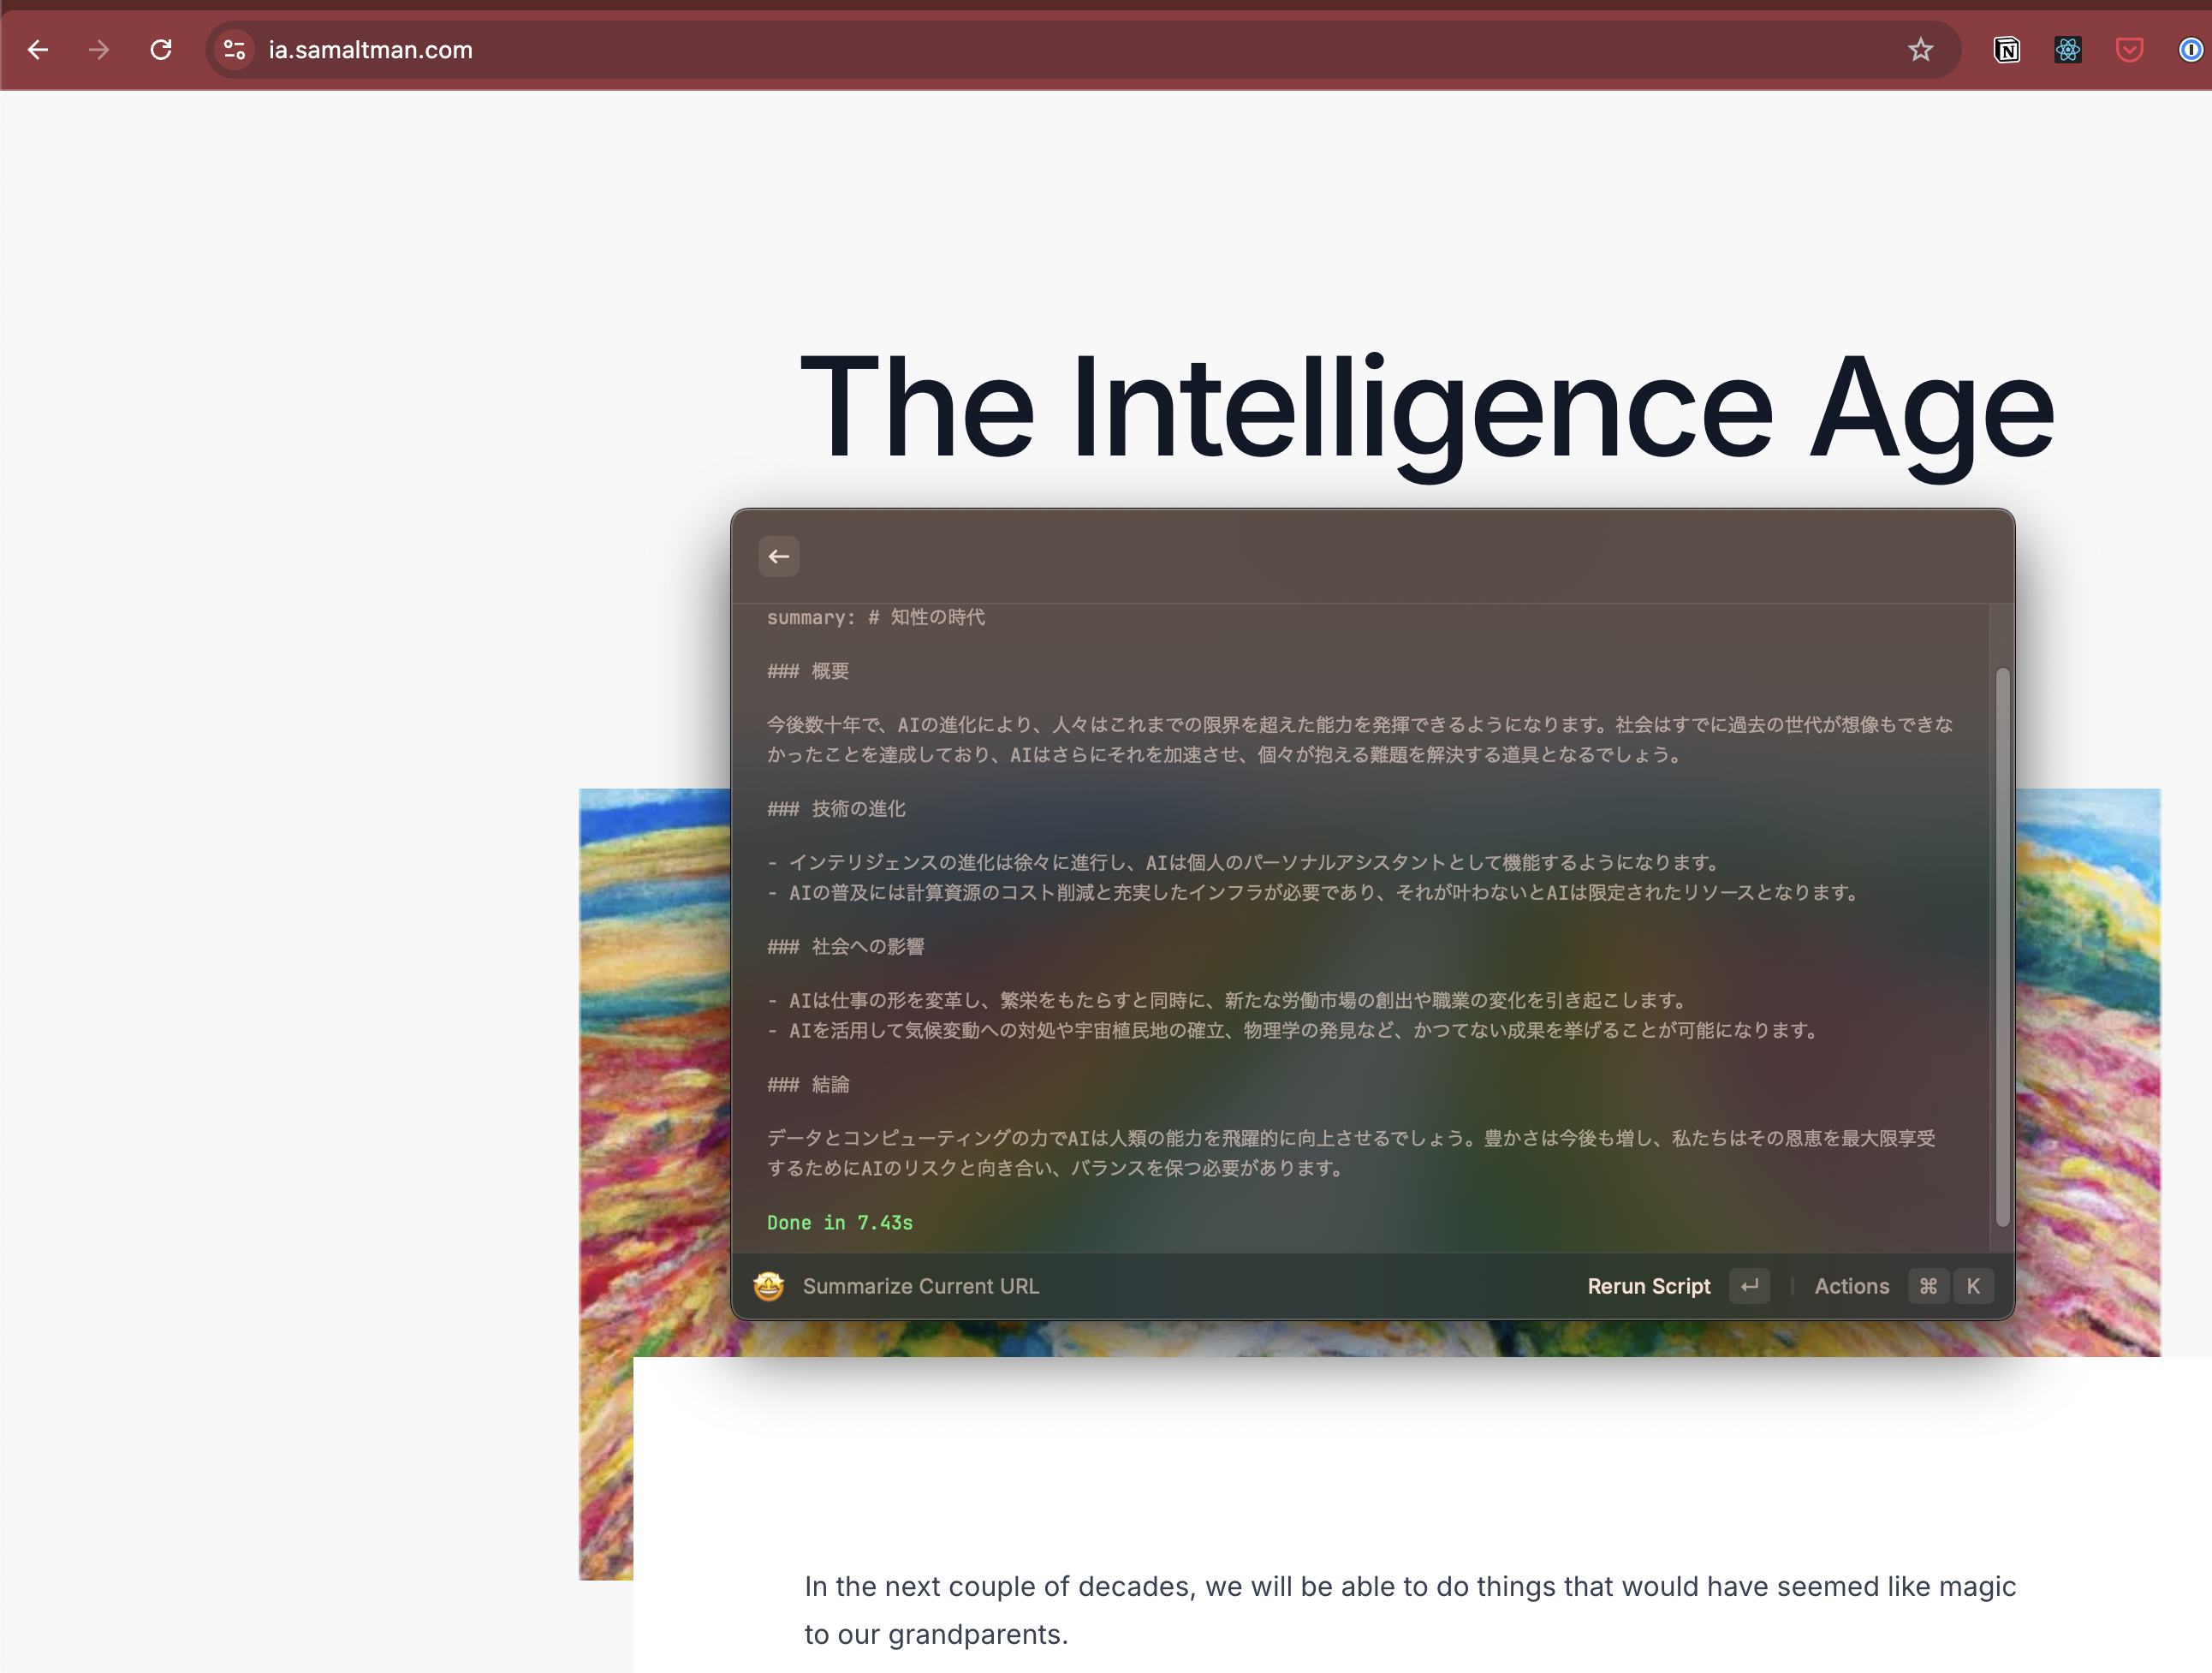 ia.samaltman.com
The Intelligence Age
summary: # 知性の時代
### 概要
今後数十年で、AIの進化により、人々はこれまでの限界を超えた能力を発揮できるようになります。社会はすでに過去の世代が想像もできな
かったことを達成しており、AIはさらにそれを加速させ、個々が抱える難題を解決する道具となるでしょう。
### 技術の進化
- インテリジェンスの進化は徐々に進行し、AIは個人のパーソナルアシスタントとして機能するようになります。
- AIの普及には計算資源のコスト削減と充実したインフラが必要であり、それが叶わないとAIは限定されたリソースとなります。
### 社会への影響
- AIは仕事の形を変革し、繁栄をもたらすと同時に、新たな労働市場の創出や職業の変化を引き起こします。
- AIを活用して気候変動への対処や宇宙植民地の確立、物理学の発見など、かつてない成果を挙げることが可能になります。
### 結論
データとコンピューティングの力でAIは人類の能力を飛躍的に向上させるでしょう。豊かさは今後も増し、私たちはその恩恵を最大限享受
するためにAIのリスクと向き合い、バランスを保つ必要があります。
Done in 7.43s
Summarize Current URL
Rerun Script ↵ Actions ⌘ K
In the next couple of decades, we will be able to do things that would have seemed like magic
to our grandparents.